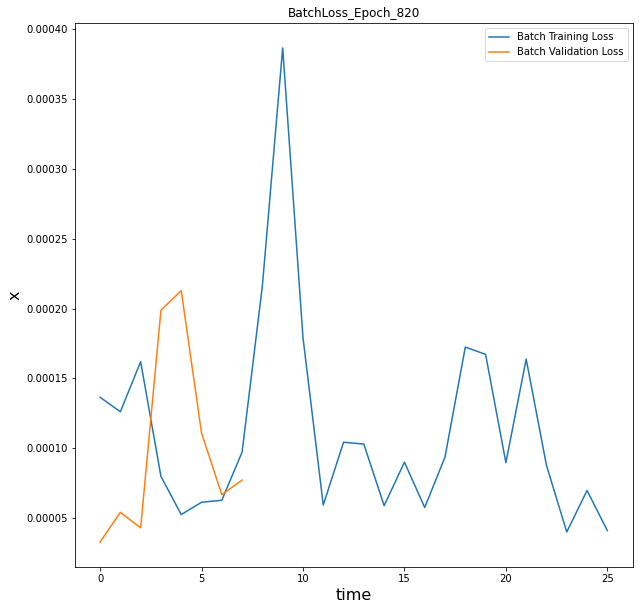 BatchLoss_Epoch_820
Batch Training Loss
Batch Validation Loss
0.00040
0.00035
0.00030
0.00025
0.00020
0.00015
0.00010
0.00005
x
0 5 10 15 20 25
time